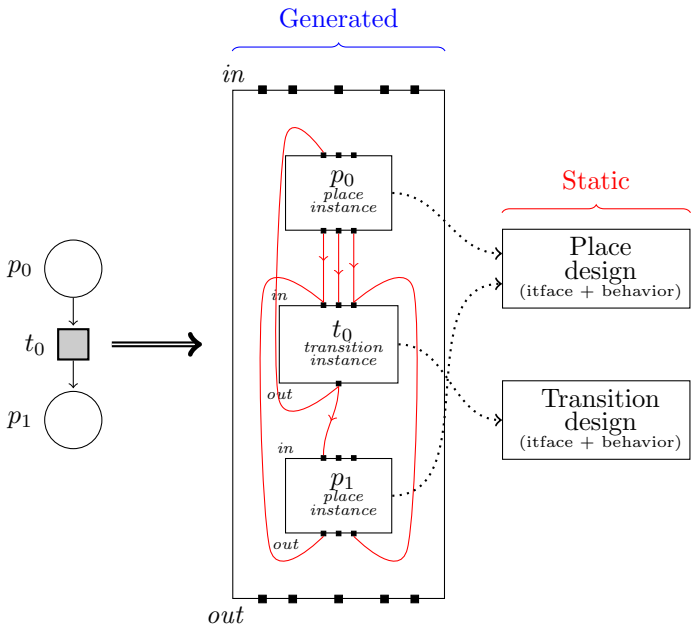 Generated
in
p0
place
instance
Static
Place
design
(itface + behavior)
p0
in
t0
t0
transition
instance
out
Transition
design
(itface + behavior)
p1
in
p1
place
instance
out
out